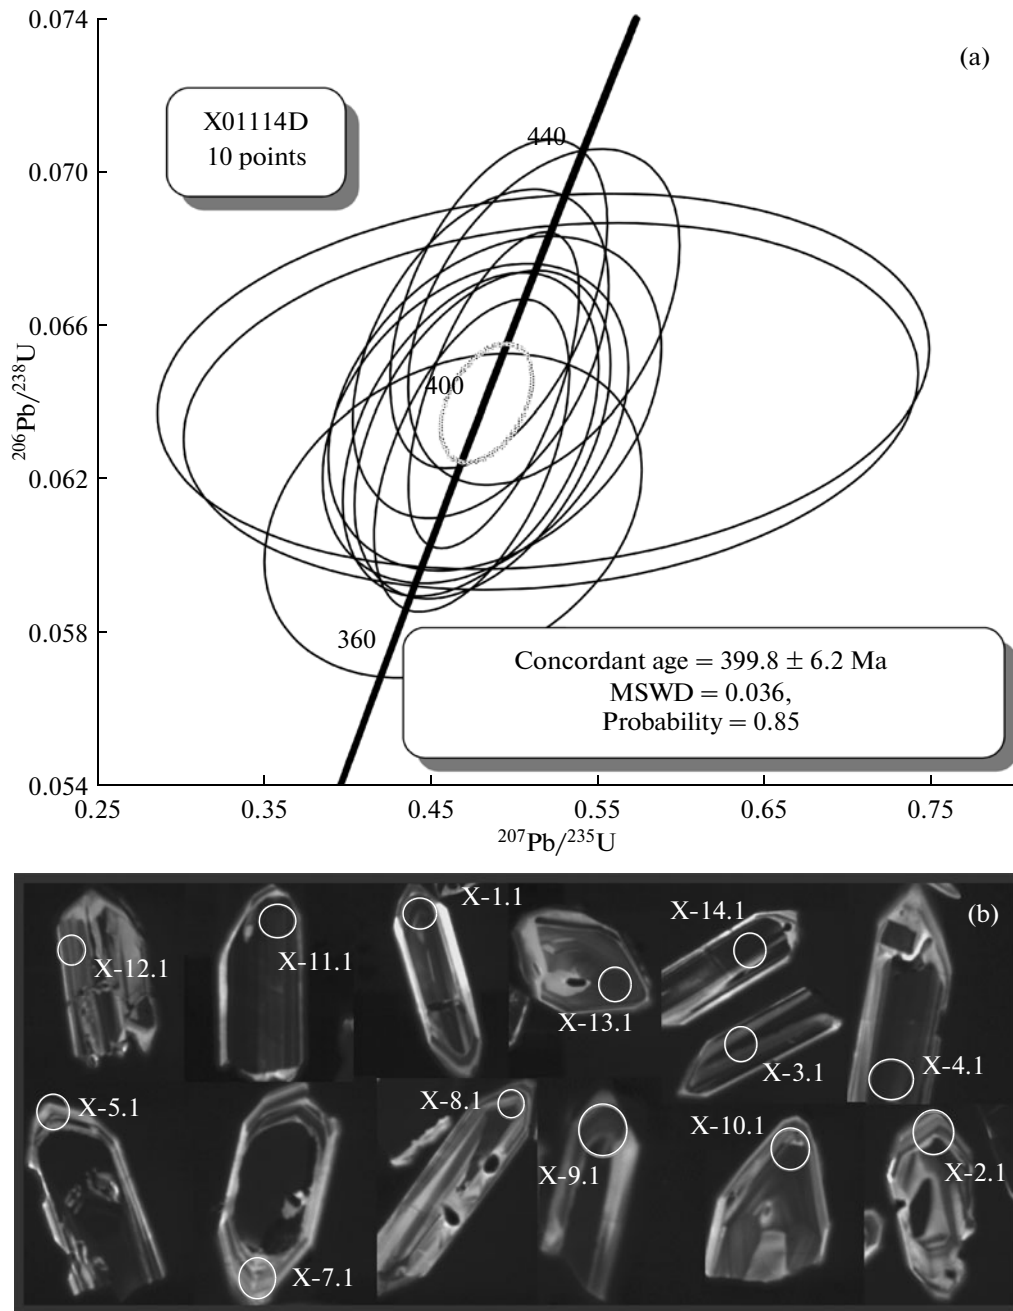 0.074
(a)
X01114D
10 points
440
0.070
0.066
400
206Pb/238U
0.062
0.058
360
Concordant age = 399.8 ± 6.2 Ma
MSWD = 0.036,
Probability = 0.85
0.054
0.25 0.35 0.45 0.55 0.65 0.75
207Pb/235U
(b)
X-12.1
X-11.1
X-1.1
X-13.1
X-14.1
X-3.1
X-4.1
X-5.1
X-7.1
X-8.1
X-9.1
X-10.1
X-2.1